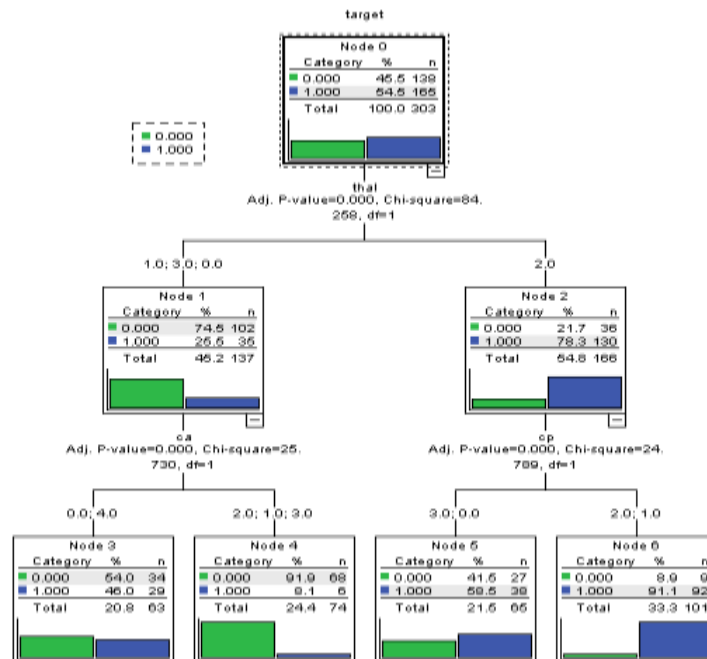 target
Node 0
Category % n
0.000 45.5 138
1.000 54.5 165
Total 100.0 303
0.000
1.000
thal
Adj. P-value=0.000, Chi-square=84.
258, df=1
1.0; 3.0; 0.0
2.0
Node 1
Category % n
0.000 74.5 102
1.000 25.5 35
Total 45.2 137
Node 2
Category % n
0.000 21.7 36
1.000 78.3 130
Total 54.8 166
ca
Adj. P-value=0.000, Chi-square=25.
730, df=1
cp
Adj. P-value=0.000, Chi-square=24.
789, df=1
0.0; 4.0
2.0; 1.0; 3.0
3.0; 0.0
2.0; 1.0
Node 3
Category % n
0.000 54.0 34
1.000 46.0 29
Total 20.8 63
Node 4
Category % n
0.000 91.9 68
1.000 8.1 6
Total 24.4 74
Node 5
Category % n
0.000 41.5 27
1.000 58.5 38
Total 21.5 65
Node 6
Category % n
0.000 8.9 9
1.000 91.1 92
Total 33.3 101